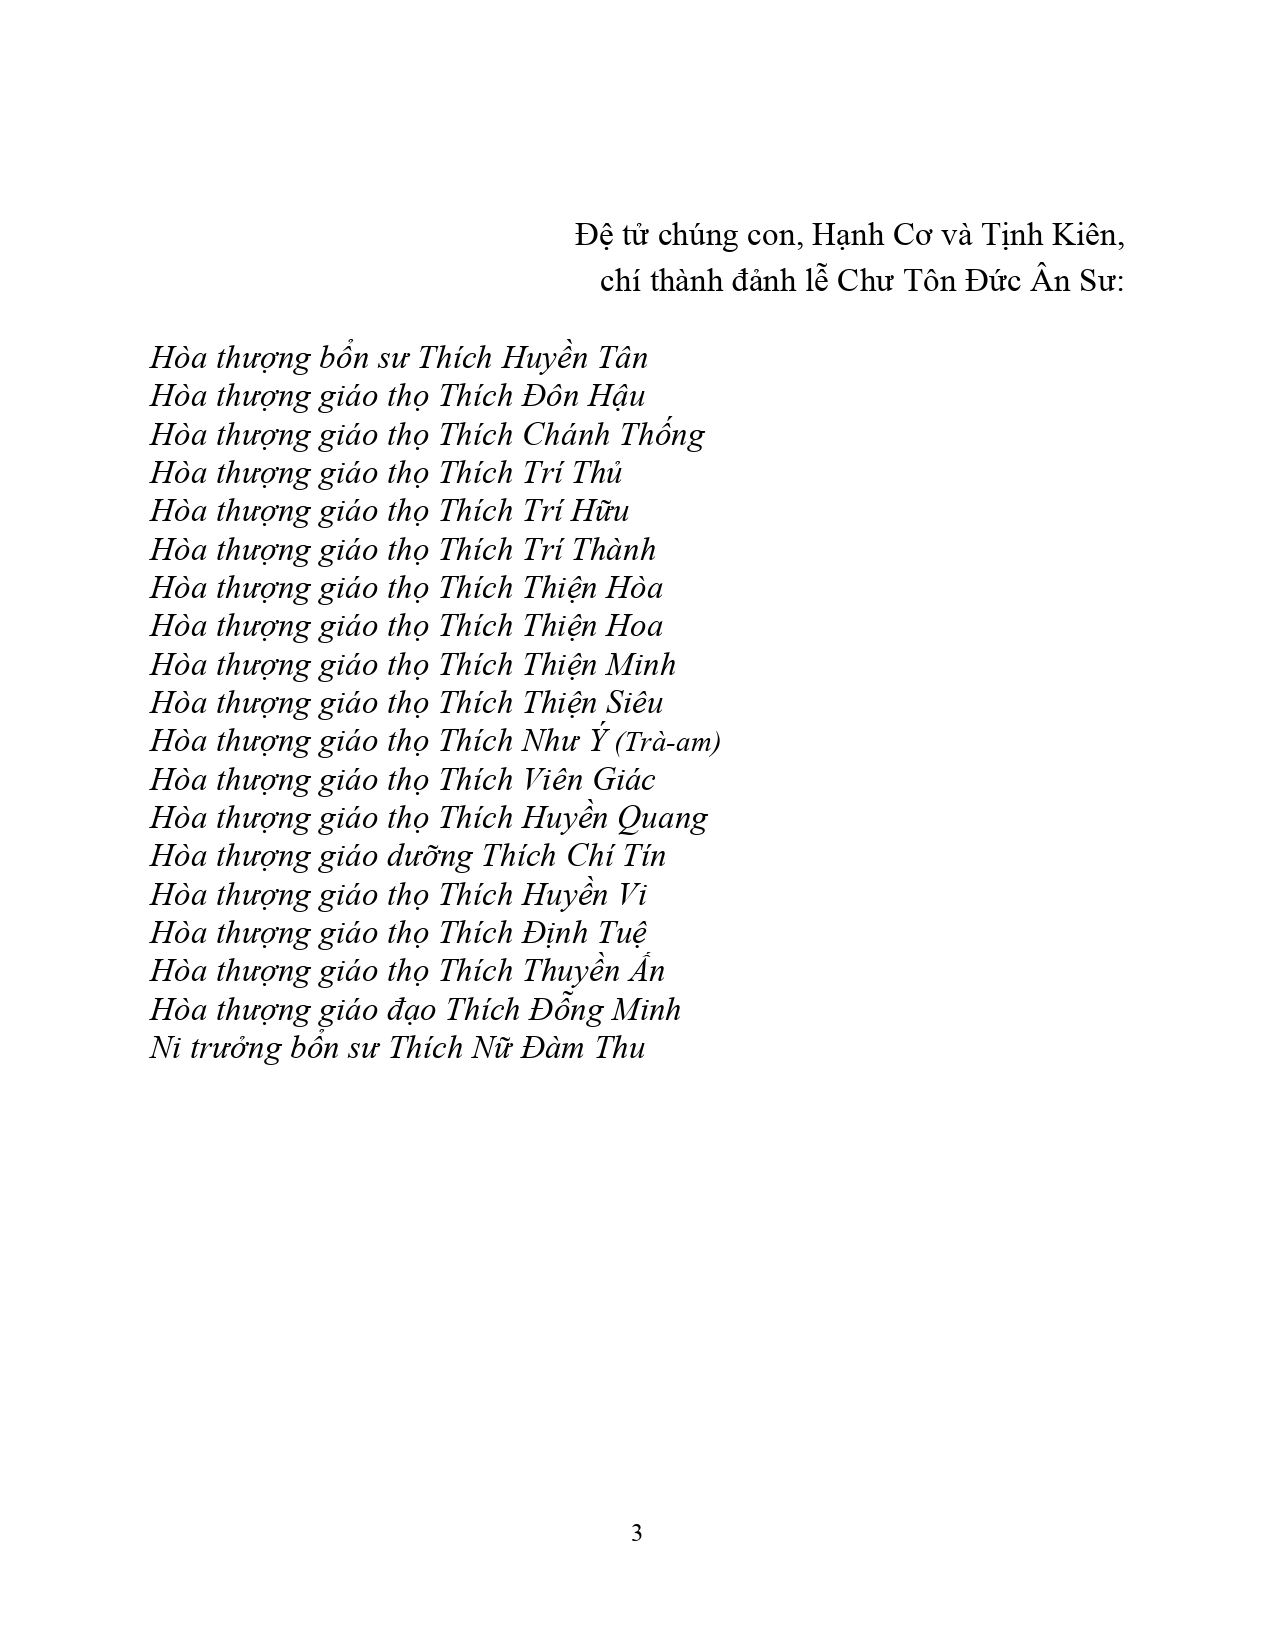 Đệ tử chúng con, Hạnh Cơ và Tịnh Kiên,
chí thành đảnh lễ Chư Tôn Đức Ân Sư:
Hòa thượng bổn sư Thích Huyền Tân
Hòa thượng giáo thọ Thích Đôn Hậu
Hòa thượng giáo thọ Thích Chánh Thống
Hòa thượng giáo thọ Thích Trí Thủ
Hòa thượng giáo thọ Thích Trí Hữu
Hòa thượng giáo thọ Thích Trí Thành
Hòa thượng giáo thọ Thích Thiện Hòa
Hòa thượng giáo thọ Thích Thiện Hoa
Hòa thượng giáo thọ Thích Thiện Minh
Hòa thượng giáo thọ Thích Thiện Siêu
Hòa thượng giáo thọ Thích Như Ý (Trà-am)
Hòa thượng giáo thọ Thích Viên Giác
Hòa thượng giáo thọ Thích Huyền Quang
Hòa thượng giáo dưỡng Thích Chí Tín
Hòa thượng giáo thọ Thích Huyền Vi
Hòa thượng giáo thọ Thích Định Tuệ
Hòa thượng giáo thọ Thích Thuyền Ấn
Hòa thượng giáo đạo Thích Đỗng Minh
Ni trưởng bổn sư Thích Nữ Đàm Thu
3